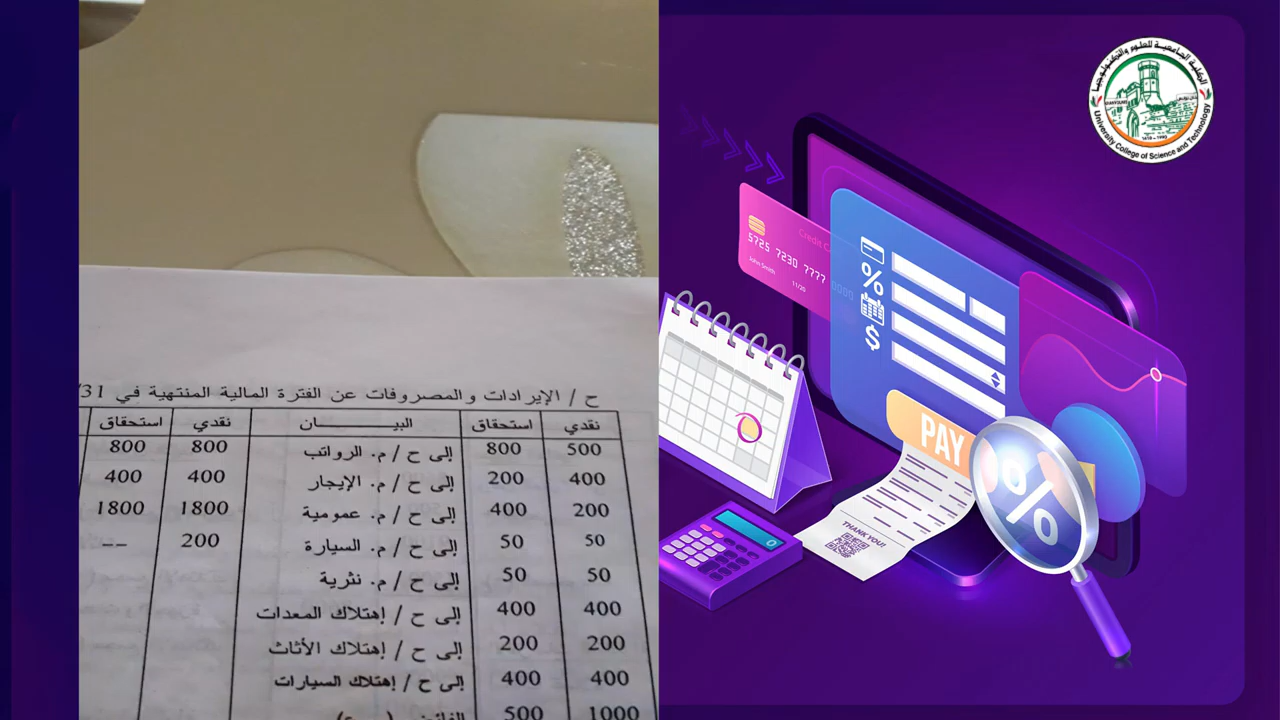 ح / الإيرادات والمصروفات عن الفترة المالية المنتهية في 31/
نقدي استحقاق البيـــــــــان نقدي استحقاق
500 800 إلى ح / م. الرواتب 800 800
400 200 إلى ح / م. الإيجار 400 400
200 400 إلى ح / م. عمومية 1800 1800
50 50 إلى ح / م. السيارة 200 --
50 50 إلى ح / م. نثرية
400 400 إلى ح / إهتلاك المعدات
200 200 إلى ح / إهتلاك الأثاث
400 400 إلى ح / إهتلاك السيارات
1000 500
الكلية الجامعية للعلوم والتكنولوجيا
University College of Science and Technology
Credit C
5725 7230 7777 8000
John Smith
11/20
%
$
PAY
%
THANK YOU!
0